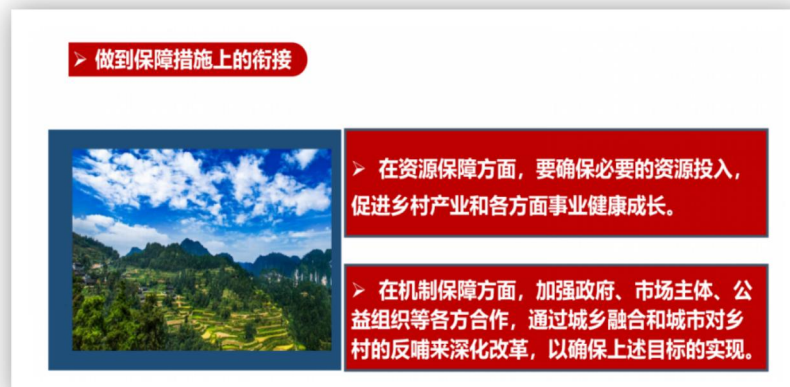 ➢ 做到保障措施上的衔接
➢ 在资源保障方面，要确保必要的资源投入，
促进乡村产业和各方面事业健康成长。
➢ 在机制保障方面，加强政府、市场主体、公
益组织等各方合作，通过城乡融合和城市对乡
村的反哺来深化改革，以确保上述目标的实现。